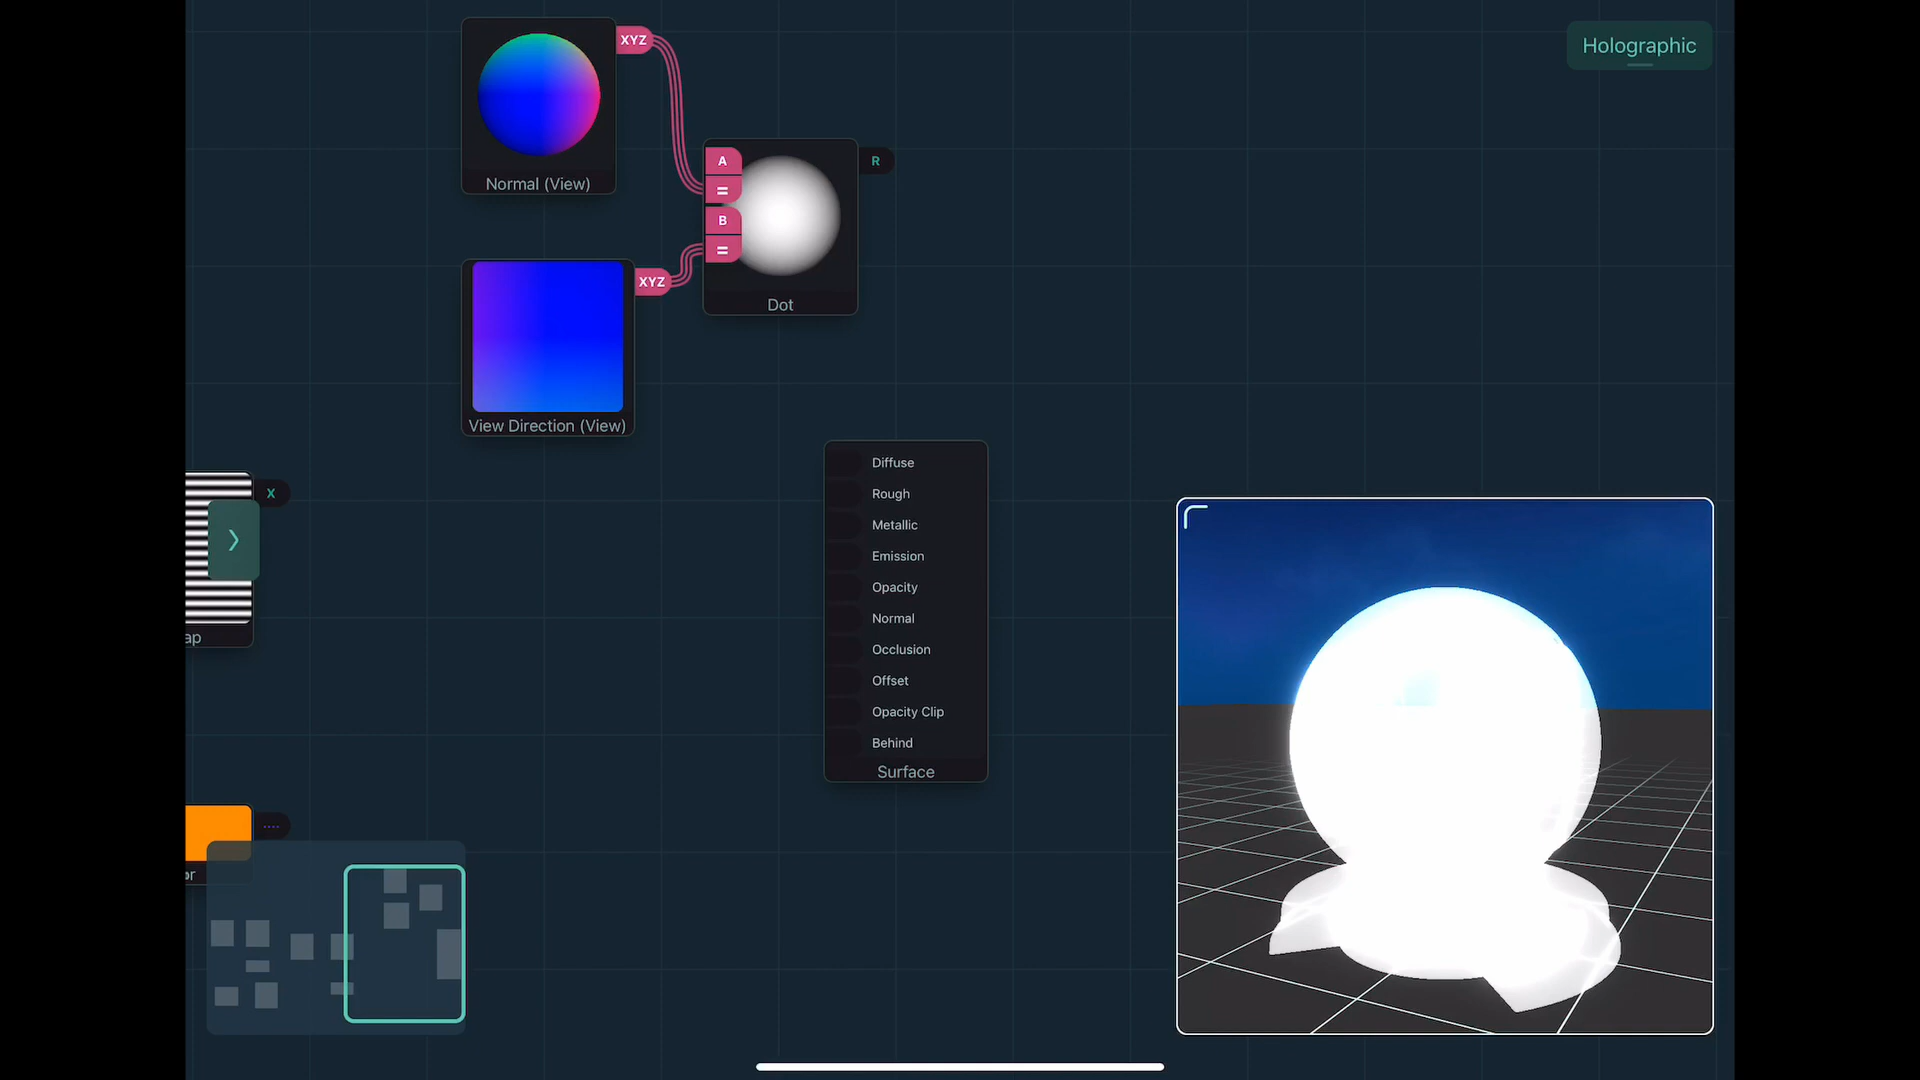 XYZ
Holographic
A
R
=
Normal (View)
B
=
XYZ
Dot
View Direction (View)
Diffuse
X
Rough
Metallic
Emission
Opacity
Normal
ap
Occlusion
Offset
Opacity Clip
Behind
Surface
....
or